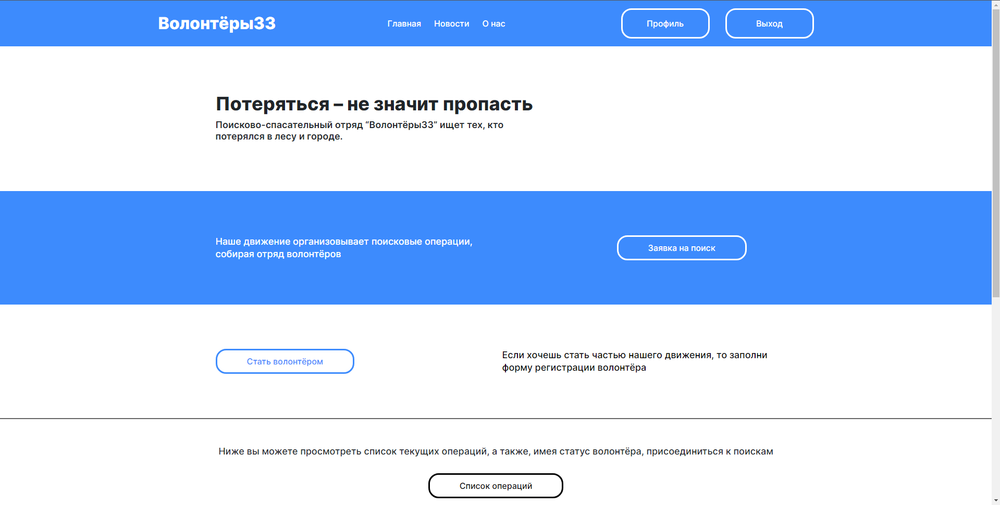 Волонтёры33
Главная Новости О нас
Профиль
Выход
Потеряться – не значит пропасть
Поисково-спасательный отряд “Волонтёры33” ищет тех, кто
потерялся в лесу и городе.
Наше движение организовывает поисковые операции,
собирая отряд волонтёров
Заявка на поиск
Стать волонтёром
Если хочешь стать частью нашего движения, то заполни
форму регистрации волонтёра
Ниже вы можете просмотреть список текущих операций, а также, имея статус волонтёра, присоединиться к поискам
Список операций